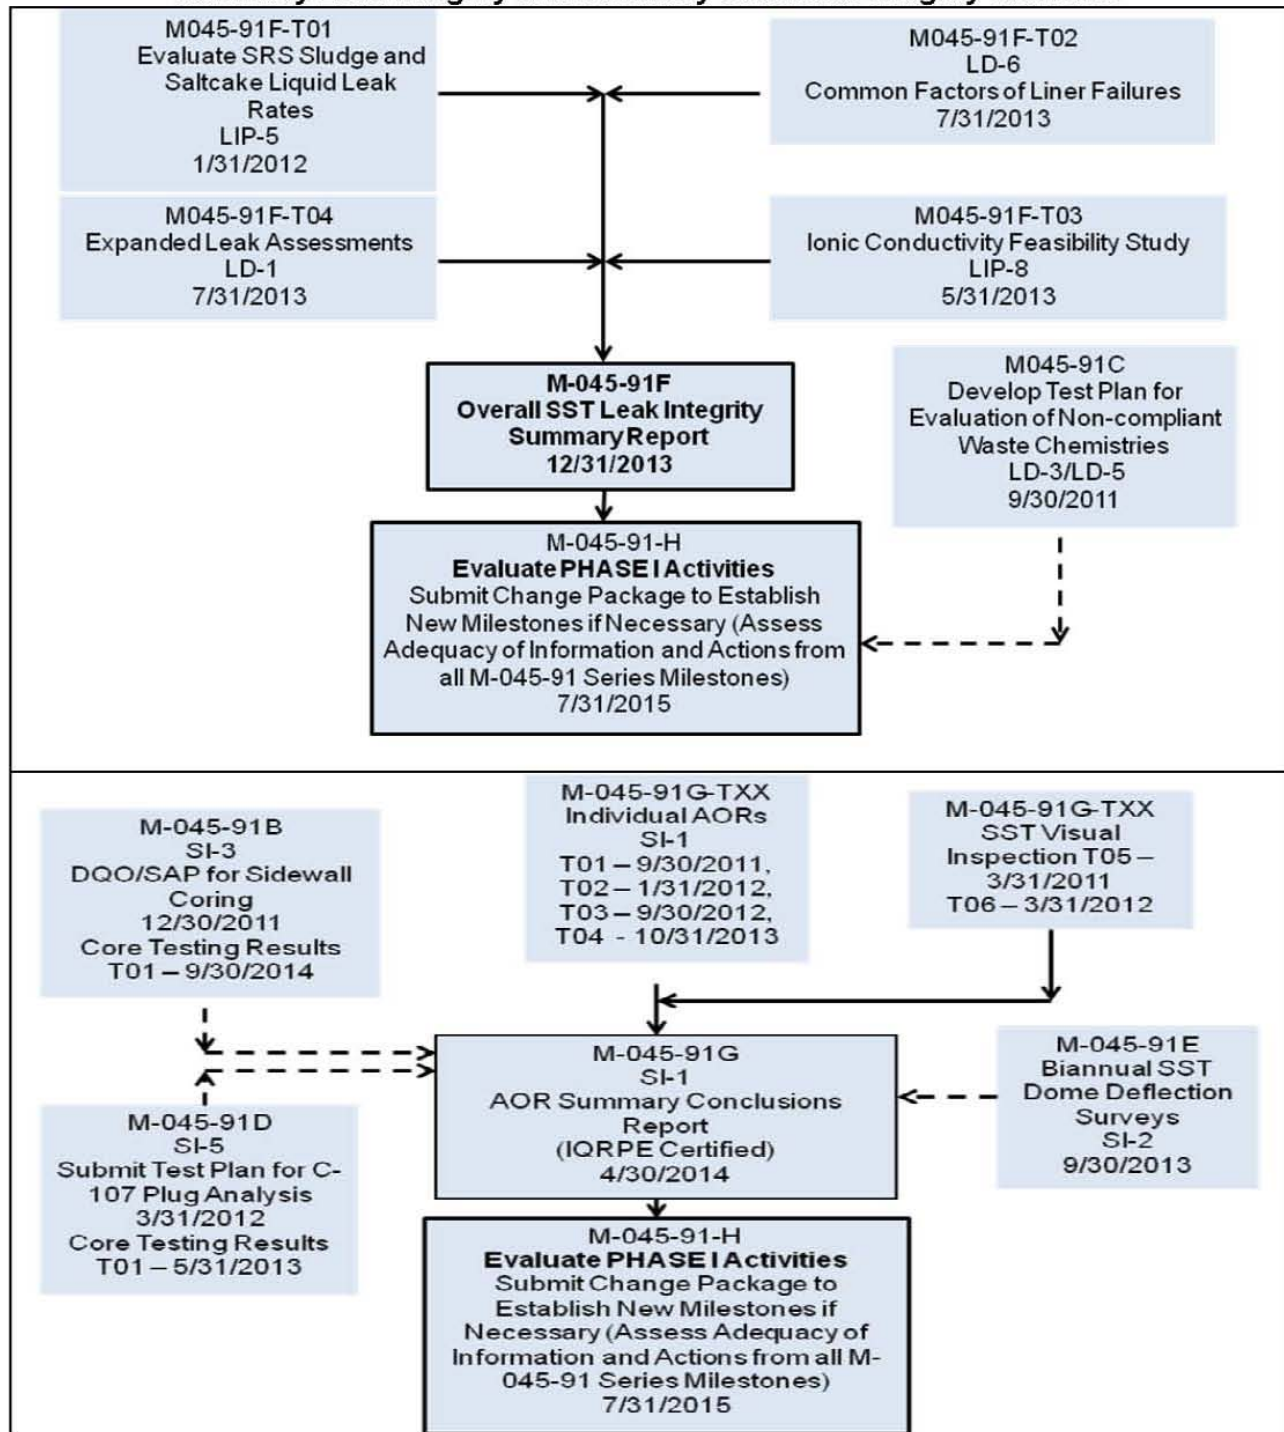 M045-91F-T01
Evaluate SRS Sludge and
Saltcake Liquid Leak
Rates
LIP-5
1/31/2012
M045-91F-T02
LD-6
Common Factors of Liner Failures
7/31/2013
M045-91F-T04
Expanded Leak Assessments
LD-1
7/31/2013
M045-91F-T03
Ionic Conductivity Feasibility Study
LIP-8
5/31/2013
M-045-91F
Overall SST Leak Integrity
Summary Report
12/31/2013
M045-91C
Develop Test Plan for
Evaluation of Non-compliant
Waste Chemistries
LD-3/LD-5
9/30/2011
M-045-91-H
Evaluate PHASE I Activities
Submit Change Package to Establish
New Milestones if Necessary (Assess
Adequacy of Information and Actions from
all M-045-91 Series Milestones)
7/31/2015
M-045-91B
SI-3
DQO/SAP for Sidewall
Coring
12/30/2011
Core Testing Results
T01 – 9/30/2014
M-045-91G-TXX
Individual AORs
SI-1
T01 – 9/30/2011,
T02 – 1/31/2012,
T03 – 9/30/2012,
T04 - 10/31/2013
M-045-91G-TXX
SST Visual
Inspection T05 –
3/31/2011
T06 – 3/31/2012
M-045-91D
SI-5
Submit Test Plan for C-
107 Plug Analysis
3/31/2012
Core Testing Results
T01 – 5/31/2013
M-045-91G
SI-1
AOR Summary Conclusions
Report
(IQRPE Certified)
4/30/2014
M-045-91E
Biannual SST
Dome Deflection
Surveys
SI-2
9/30/2013
M-045-91-H
Evaluate PHASE I Activities
Submit Change Package to
Establish New Milestones if
Necessary (Assess Adequacy of
Information and Actions from all M-
045-91 Series Milestones)
7/31/2015